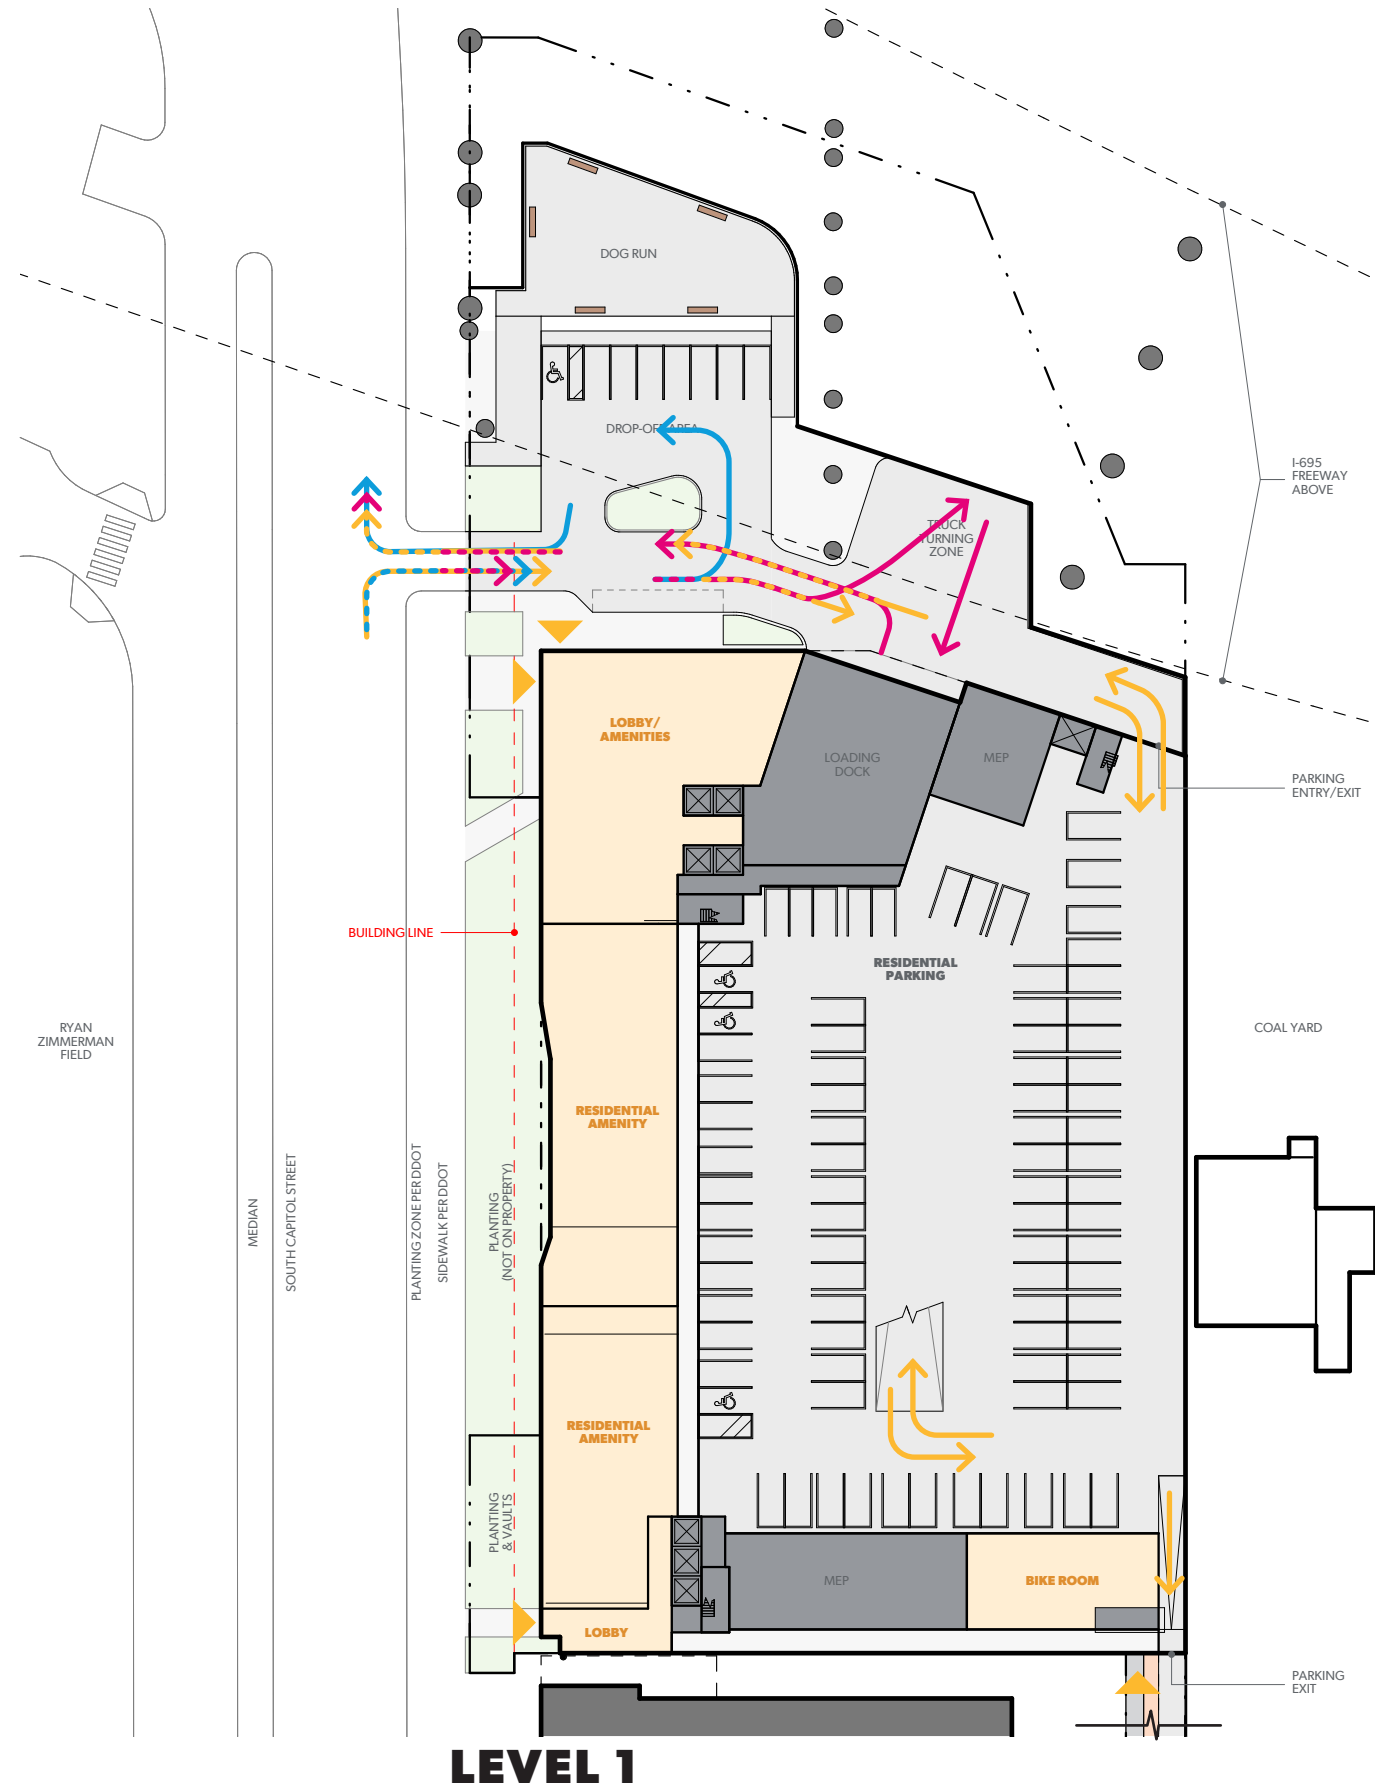 DOG RUN
DROP-OFF AREA
I-695
FREEWAY
ABOVE
TRUCK
TURNING
ZONE
LOBBY/
AMENITIES
LOADING
DOCK
MEP
PARKING
ENTRY/EXIT
BUILDING LINE
RESIDENTIAL
PARKING
RYAN
ZIMMERMAN
FIELD
COAL YARD
RESIDENTIAL
AMENITY
MEDIAN
SOUTH CAPITOL STREET
PLANTING ZONE PER DDOT
SIDEWALK PER DDOT
PLANTING
(NOT ON PROPERTY)
RESIDENTIAL
AMENITY
PLANTING
& VAULTS
MEP
BIKE ROOM
LOBBY
PARKING
EXIT
LEVEL 1